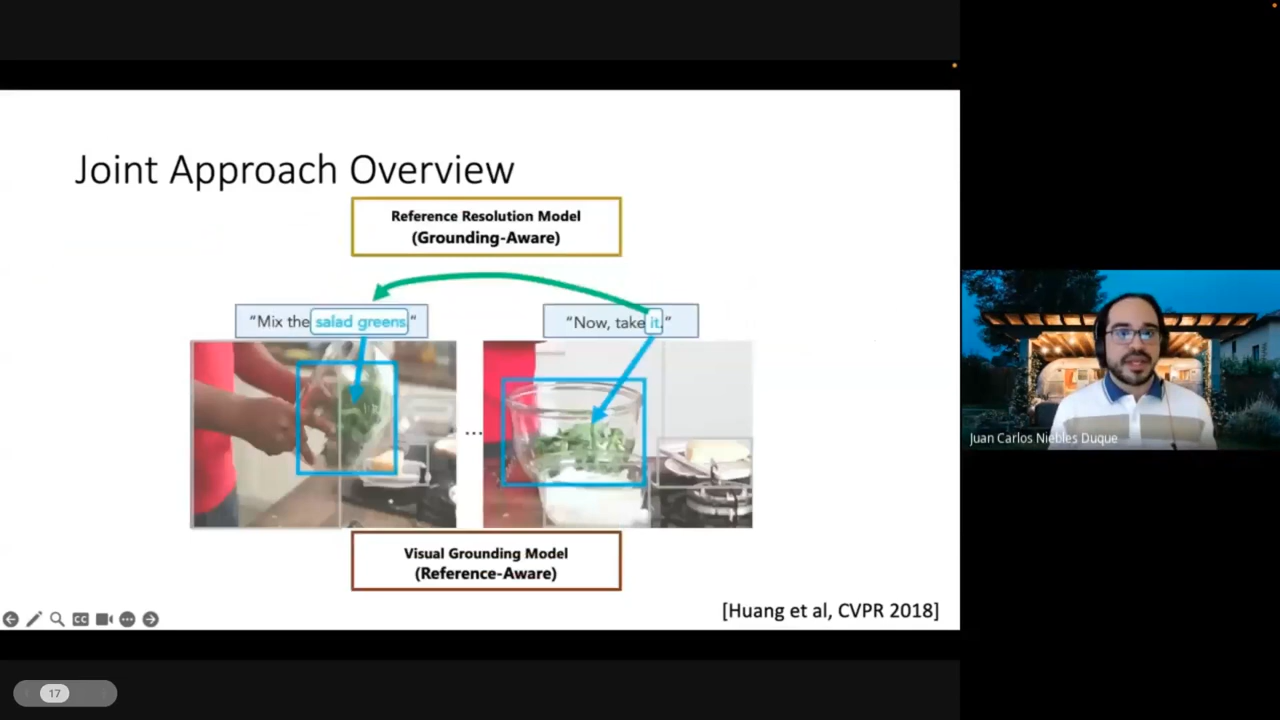 Joint Approach Overview
Reference Resolution Model
(Grounding-Aware)
“Mix the salad greens.”
“Now, take it.”
...
Visual Grounding Model
(Reference-Aware)
[Huang et al, CVPR 2018]
CC
17
Juan Carlos Niebles Duque